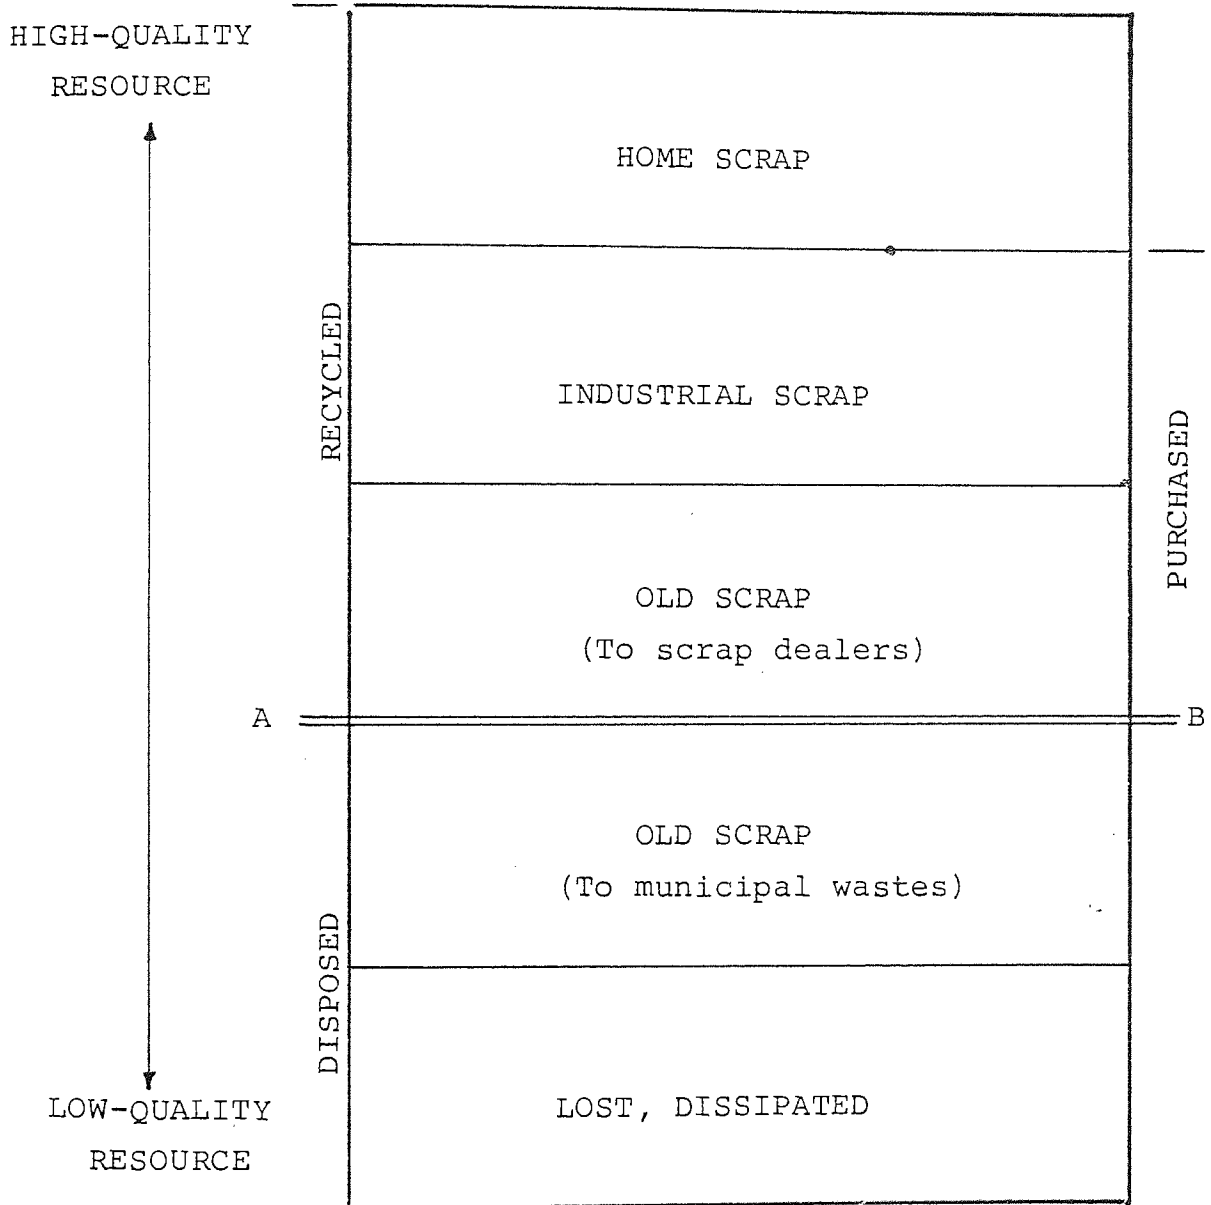 HIGH-QUALITY
RESOURCE
HOME SCRAP
RECYCLED
INDUSTRIAL SCRAP
PURCHASED
OLD SCRAP
(To scrap dealers)
A
B
OLD SCRAP
(To municipal wastes)
DISPOSED
LOW-QUALITY
RESOURCE
LOST, DISSIPATED